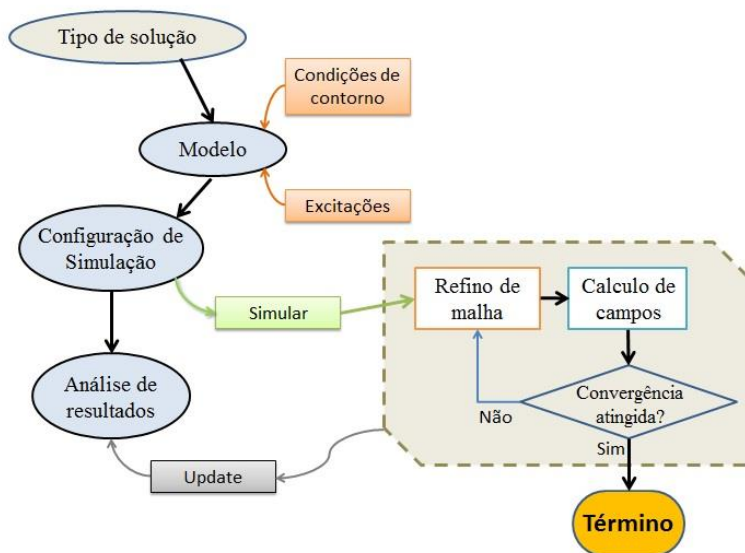 Tipo de solução
Condições de
contorno
Modelo
Excitações
Configuração de
Simulação
Simular
Refino de
malha
Calculo de
campos
Análise de
resultados
Convergência
atingida?
Não
Sim
Update
Término